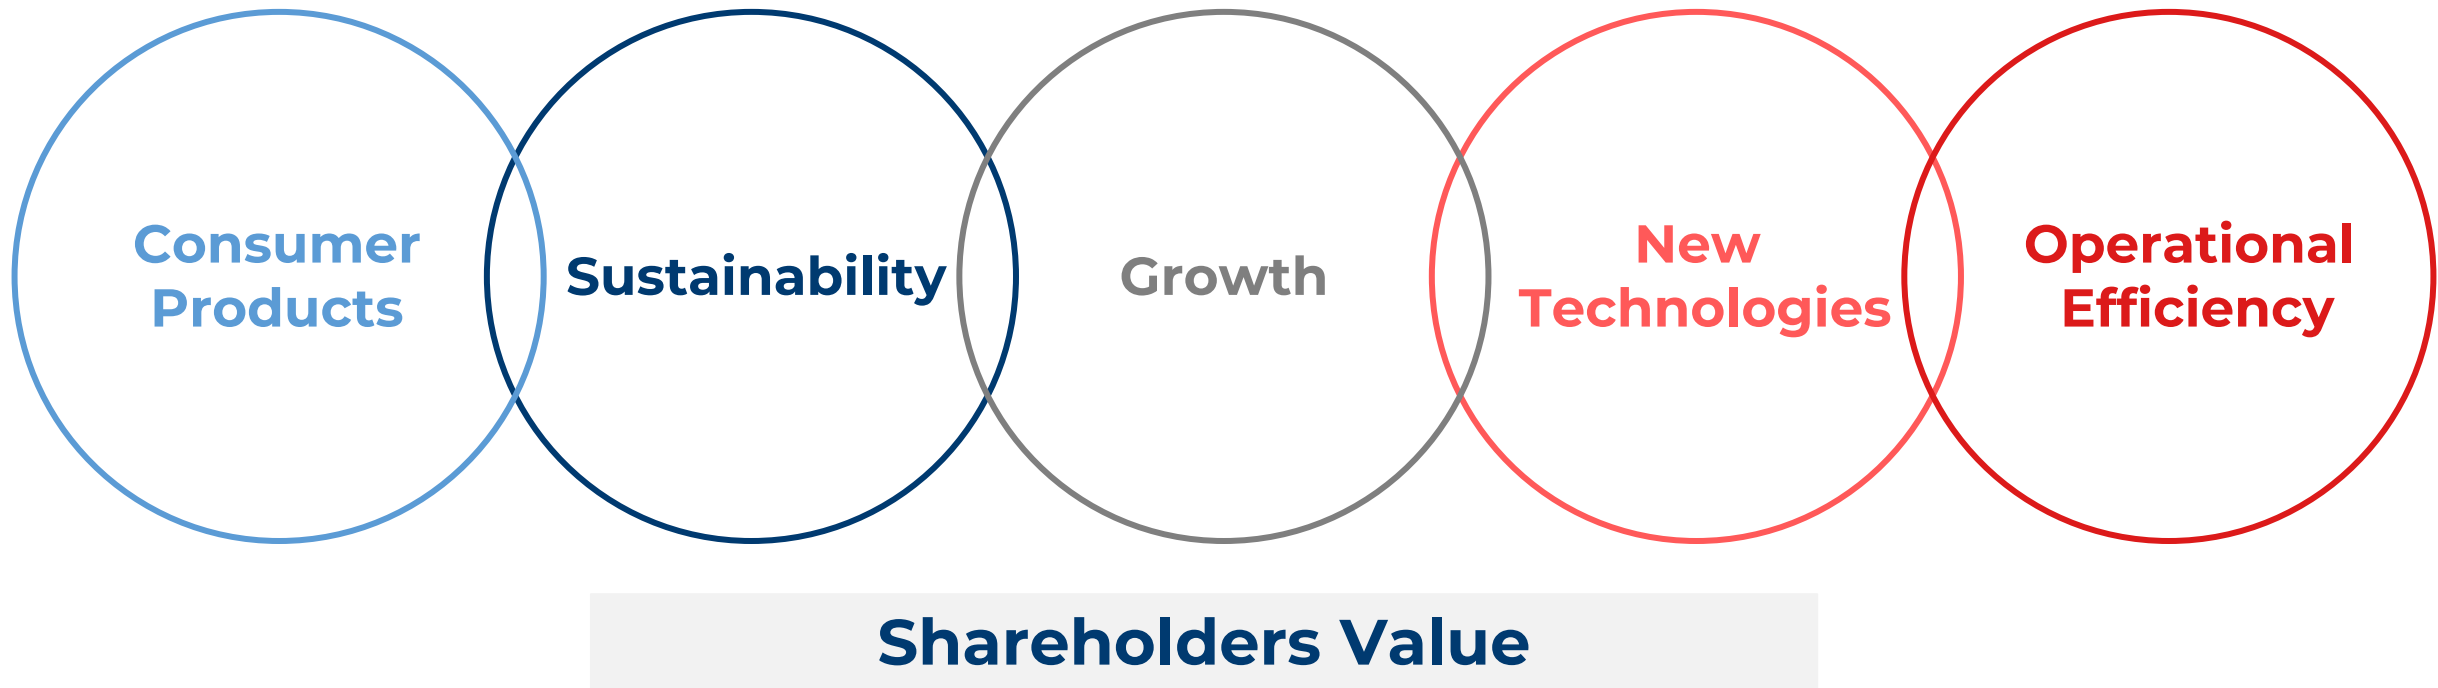 Consumer
Products
Sustainability
Growth
New
Technologies
Operational
Efficiency
Shareholders Value